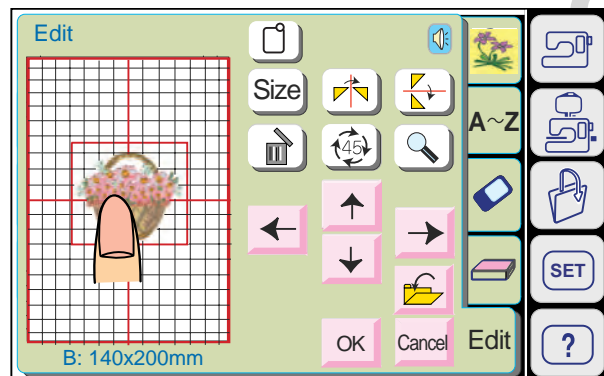 Edit
Size
A~Z
45
SET
B: 140x200mm
OK
Cancel
Edit
?